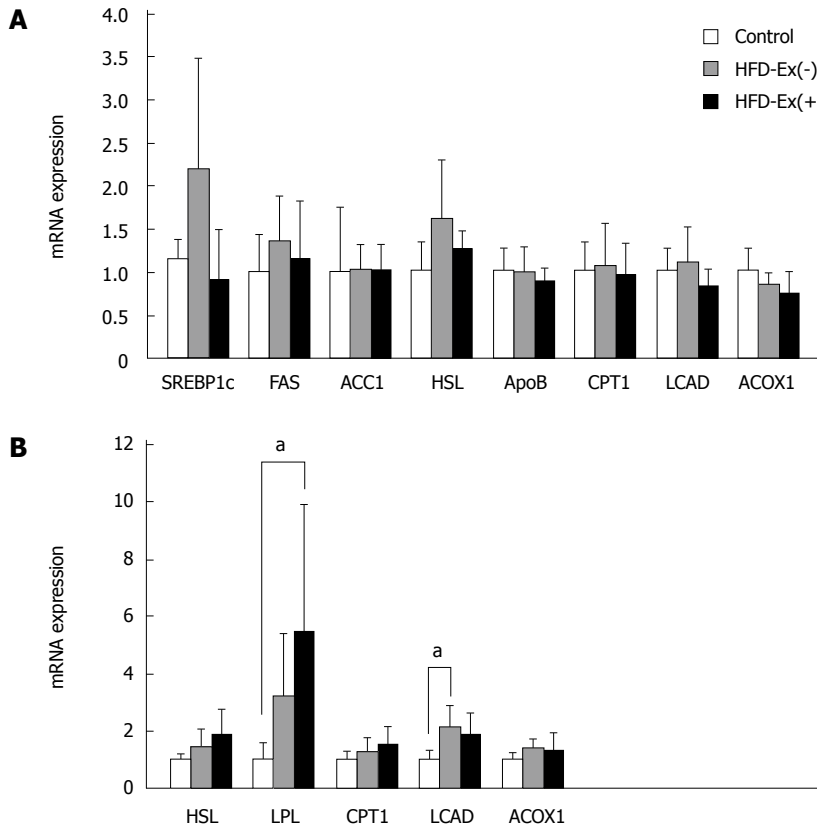 A
4.0
3.5
3.0
2.5
2.0
1.5
1.0
0.5
0
mRNA expression
Control
HFD-Ex(-)
HFD-Ex(+
SREBP1c FAS ACC1 HSL ApoB CPT1 LCAD ACOX1
B
12
10
8
6
4
2
0
mRNA expression
a
a
HSL LPL CPT1 LCAD ACOX1